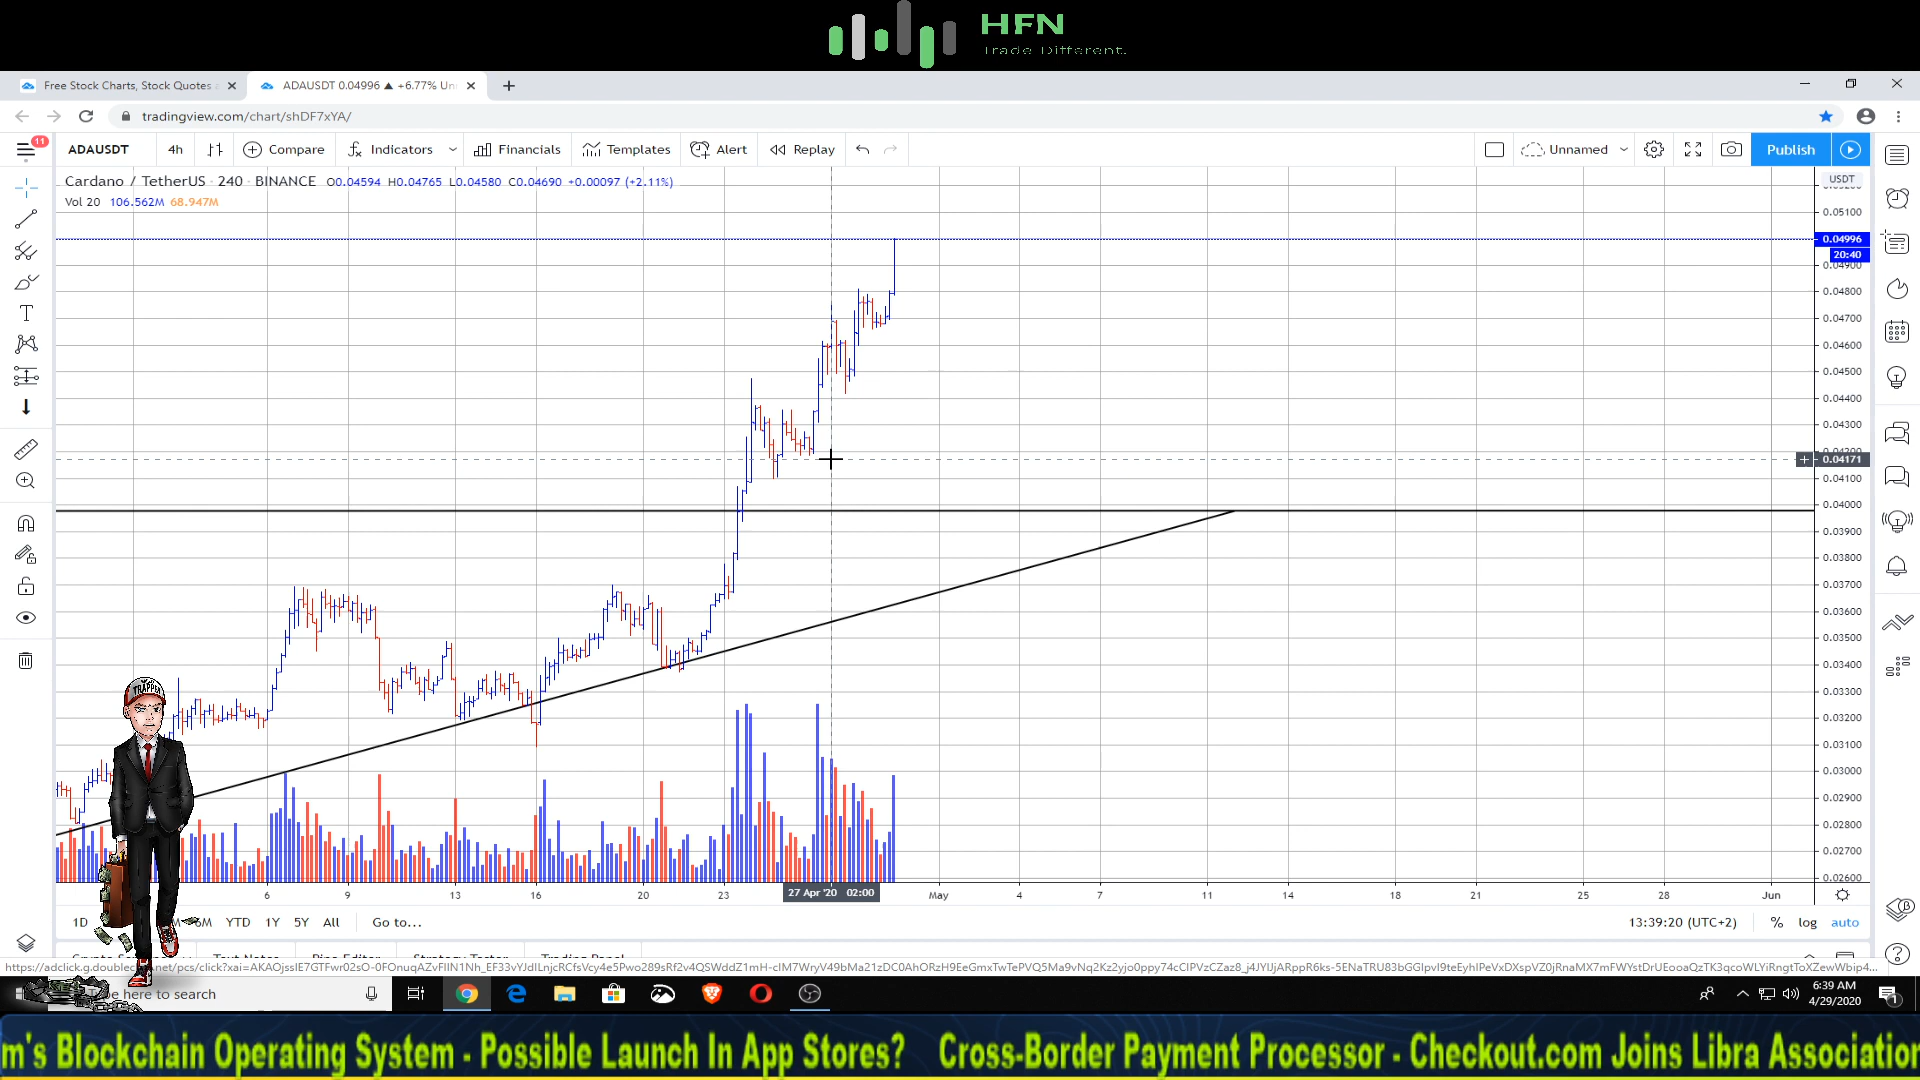 HFN
Trade Different.
Free Stock Charts, Stock Quotes
ADAUSDT 0.04996 ▲ +6.77% Un
tradingview.com/chart/shDF7xYA/
11
ADAUSDT 4h Compare Indicators Financials Templates Alert Replay Unnamed Publish
Cardano / TetherUS · 240 · BINANCE O0.04594 H0.04765 L0.04580 C0.04690 +0.00097 (+2.11%)
Vol 20 106.562M 68.947M
USDT
0.05100
0.04996
20:40
0.04900
0.04800
0.04700
0.04600
0.04500
0.04400
0.04300
0.04171
0.04100
0.04000
0.03900
0.03800
0.03700
0.03600
0.03500
0.03400
0.03300
0.03200
0.03100
0.03000
0.02900
0.02800
0.02700
0.02600
TRAPPER
6 9 13 16 20 23 27 Apr '20 02:00 May 4 7 11 14 18 21 25 28 Jun
1D 6M YTD 1Y 5Y All Go to... 13:39:20 (UTC+2) % log auto
here to search
6:39 AM
4/29/2020
1
m's Blockchain Operating System - Possible Launch In App Stores? Cross-Border Payment Processor - Checkout.com Joins Libra Association